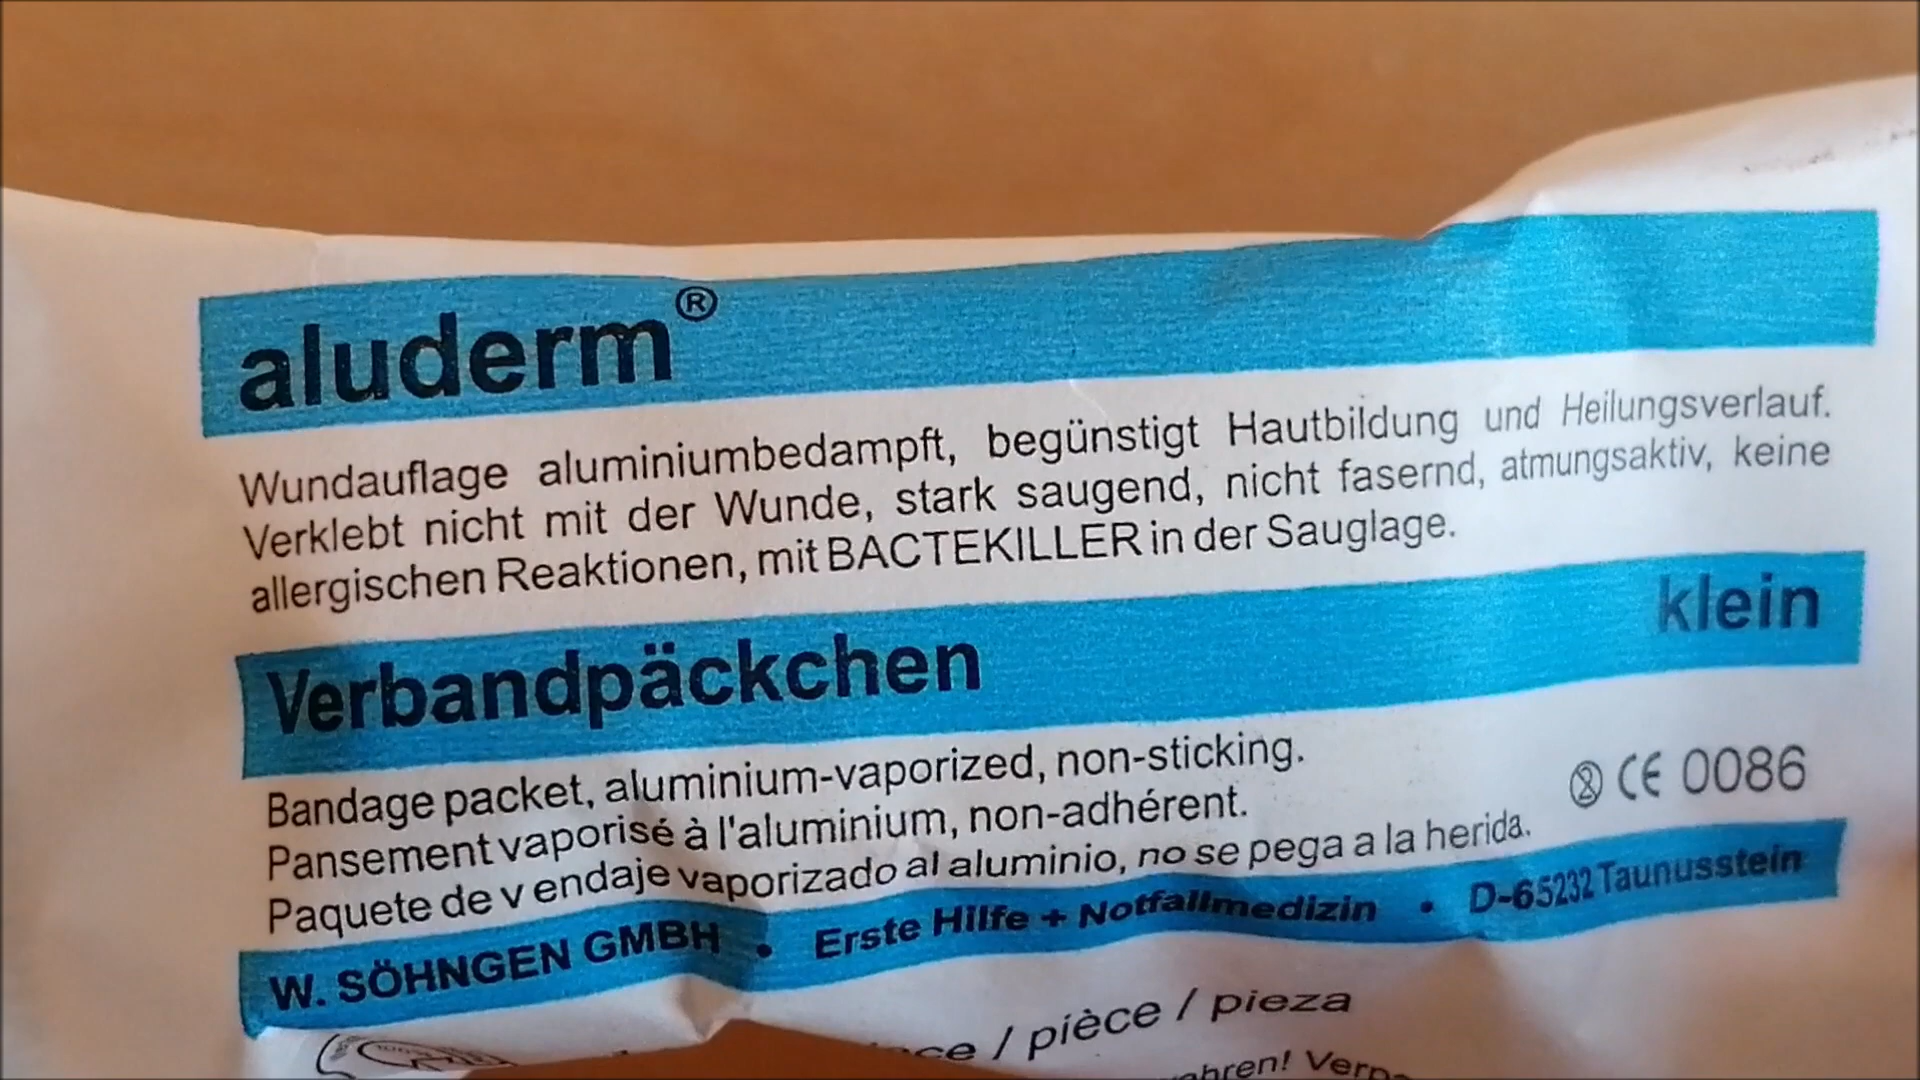 aluderm®
Wundauflage aluminiumbedampft, begünstigt Hautbildung und Heilungsverlauf.
Verklebt nicht mit der Wunde, stark saugend, nicht fasernd, atmungsaktiv, keine
allergischen Reaktionen, mit BACTEKILLER in der Sauglage.
Verbandpäckchen klein
Bandage packet, aluminium-vaporized, non-sticking.
Pansement vaporisé à l'aluminium, non-adhérent.
Paquete de v endaje vaporizado al aluminio, no se pega a la herida.
CE 0086
W. SÖHNGEN GMBH • Erste Hilfe + Notfallmedizin • D-65232 Taunusstein
/ pièce / pieza